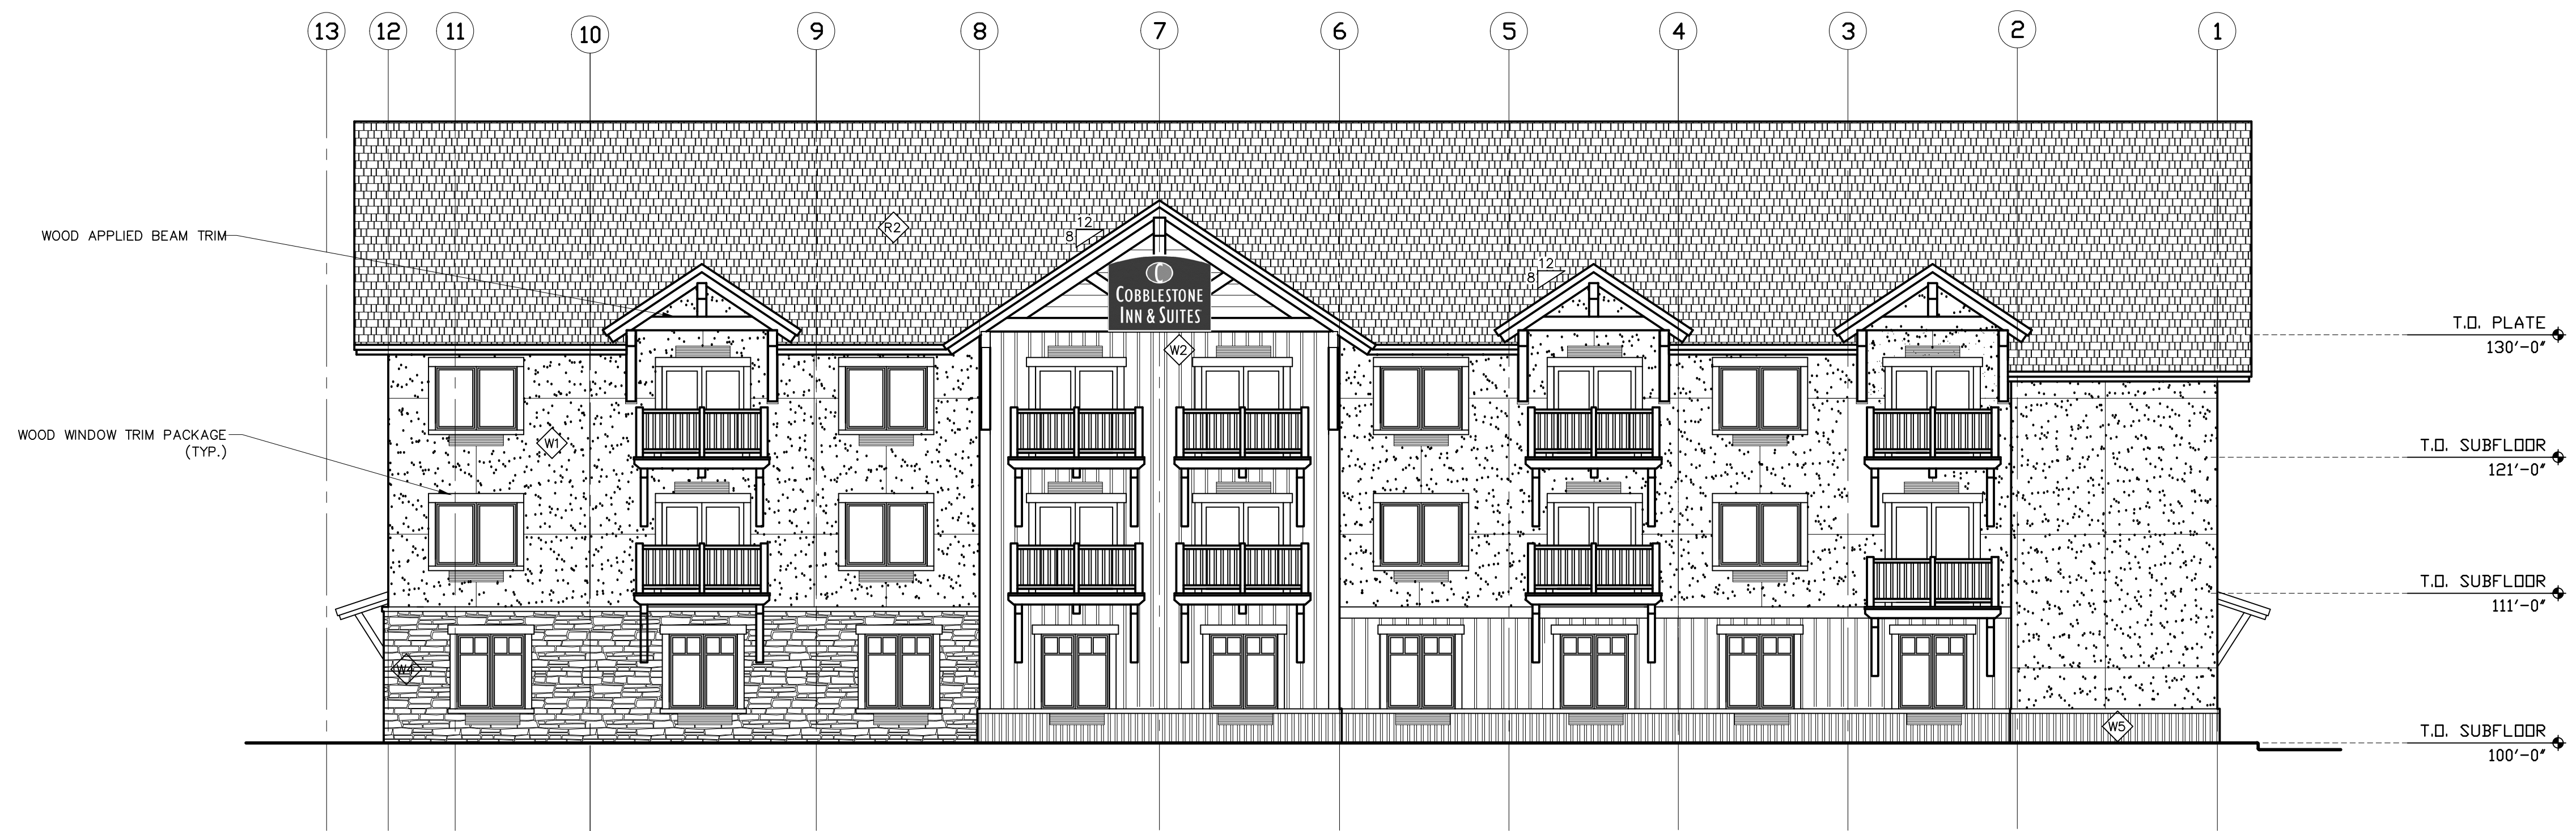 13 12 11 10 9 8 7 6 5 4 3 2 1
WOOD APPLIED BEAM TRIM
R2
12
8
12
8
COBBLESTONE
INN & SUITES
T.O. PLATE
130'-0"
W2
WOOD WINDOW TRIM PACKAGE
(TYP.)
W1
T.O. SUBFLOOR
121'-0"
T.O. SUBFLOOR
111'-0"
W4
W5
T.O. SUBFLOOR
100'-0"